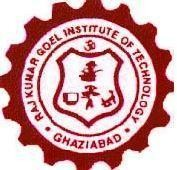 RAJ KUMAR GOEL INSTITUTE OF TECHNOLOGY
• GHAZIABAD •
ॐ